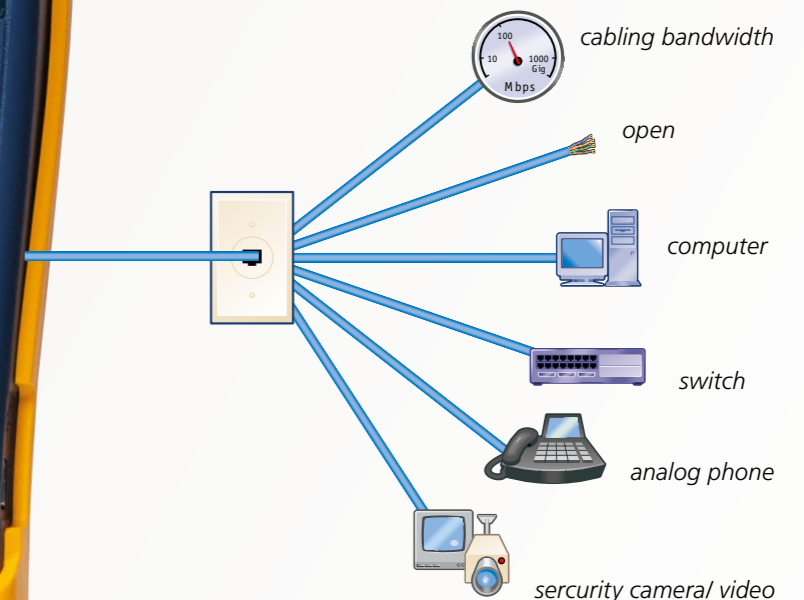 cabling bandwidth
100
10
1000
Gig
Mbps
open
computer
switch
analog phone
sercurity camera/ video